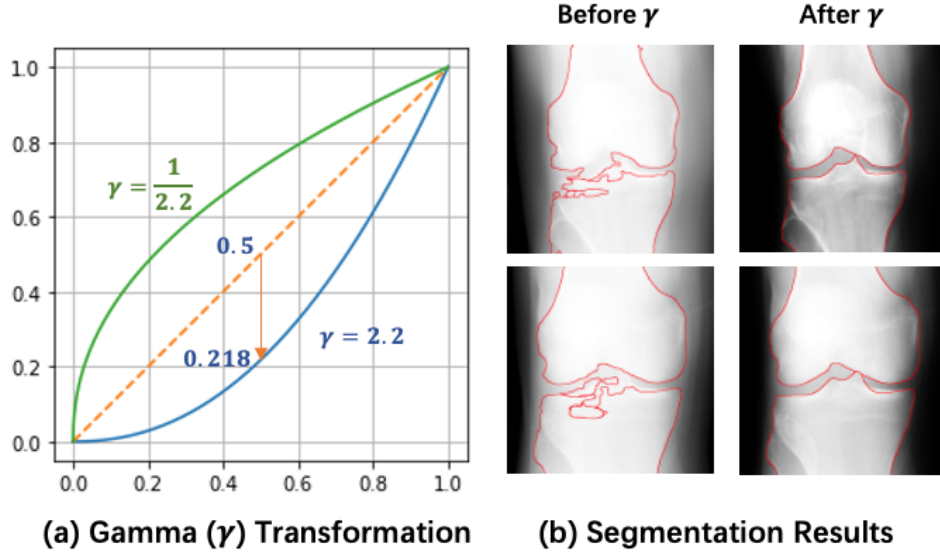 Before γ
After γ
1.0
0.8
0.6
0.4
0.2
0.0
γ = 1/2.2
0.5
0.218
γ = 2.2
0.0 0.2 0.4 0.6 0.8 1.0
(a) Gamma (γ) Transformation
(b) Segmentation Results